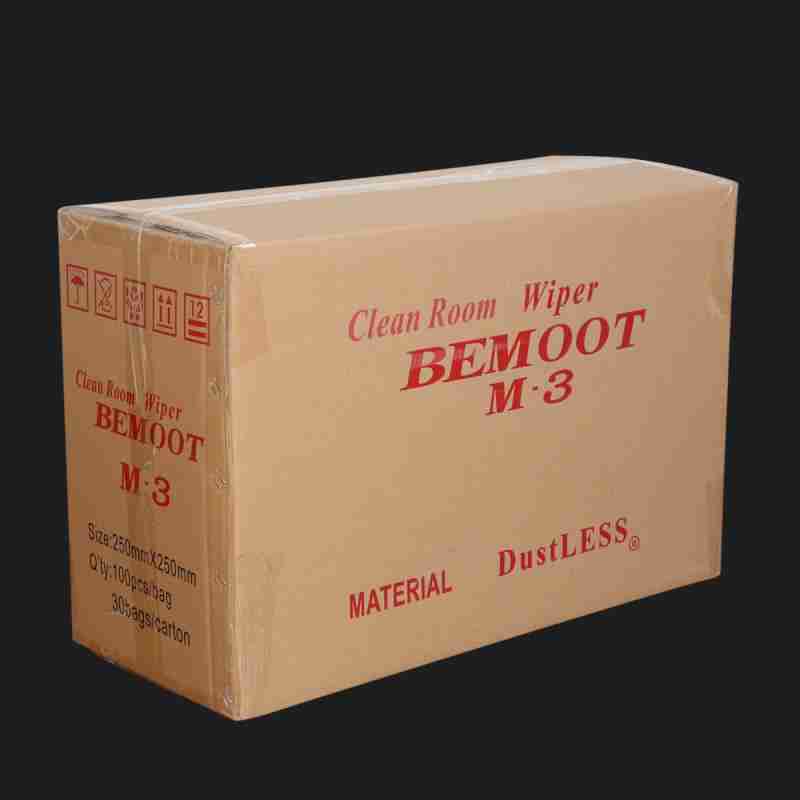 12
Clean Room Wiper
BEMOOT
M-3
Size:250mmX250mm
Q'ty:100pcs/bag
30bags/carton
Clean Room Wiper
BEMOOT
M-3
MATERIAL DustLESS®